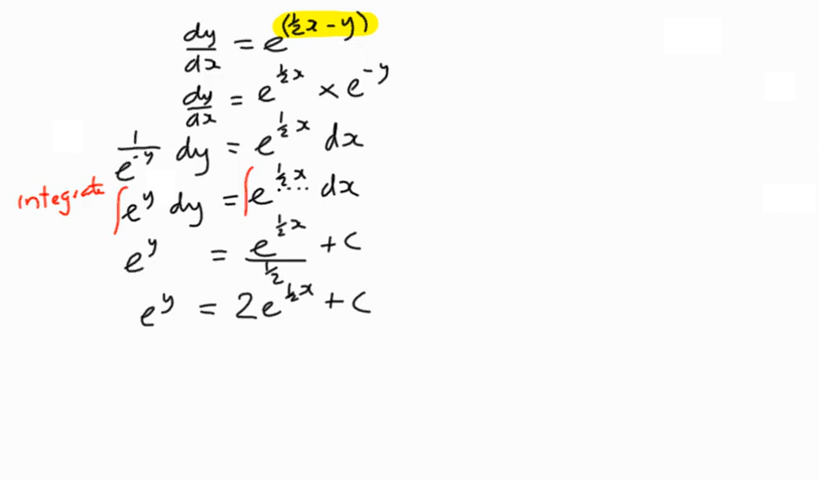 dy/dx = e^(½x - y)
dy/dx = e^½x × e^-y
1/e^-y dy = e^½x dx
integrate ∫e^y dy = ∫e^½x dx
e^y = e^½x/½ + C
e^y = 2e^½x + C